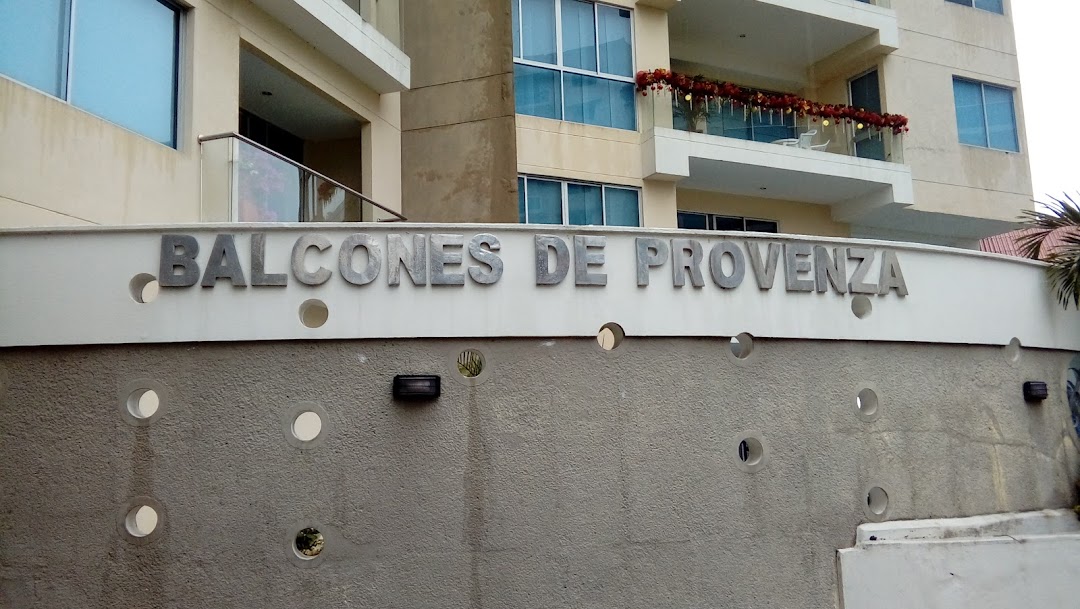 BALCONES DE PROVENZA